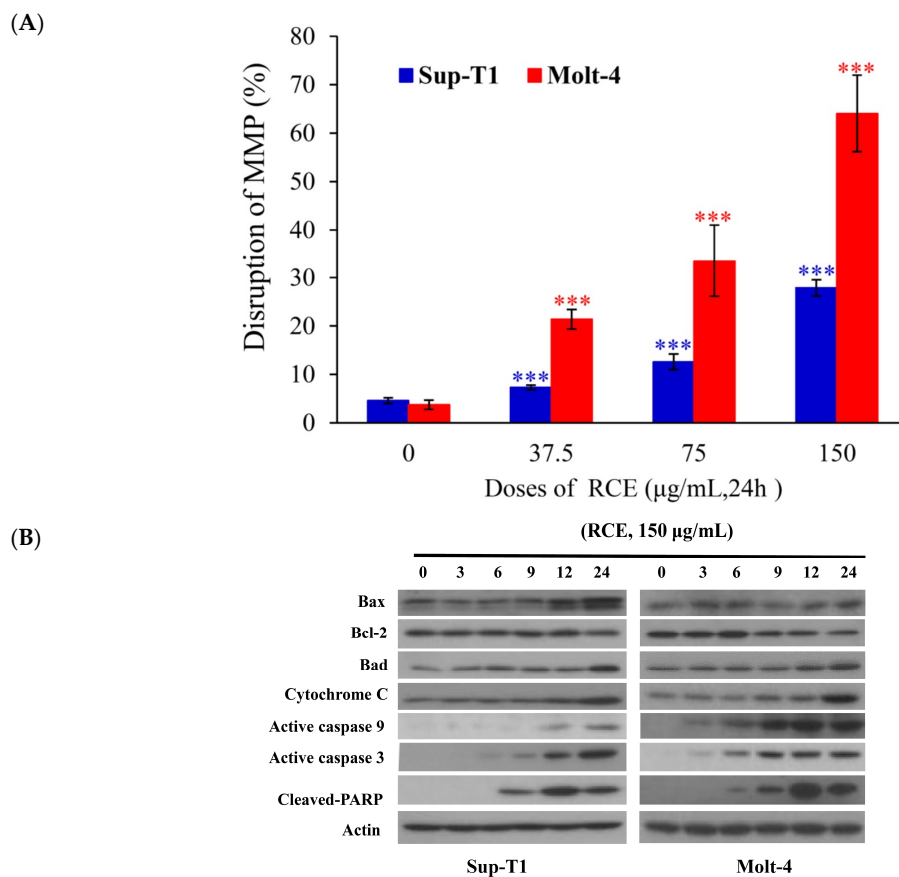 (A)
80
70
60
50
40
30
20
10
0
Disruption of MMP (%)
Sup-T1 Molt-4
***
***
***
***
***
***
0 37.5 75 150
Doses of RCE (μg/mL,24h )
(B)
(RCE, 150 μg/mL)
0 3 6 9 12 24 0 3 6 9 12 24
Bax
Bcl-2
Bad
Cytochrome C
Active caspase 9
Active caspase 3
Cleaved-PARP
Actin
Sup-T1 Molt-4